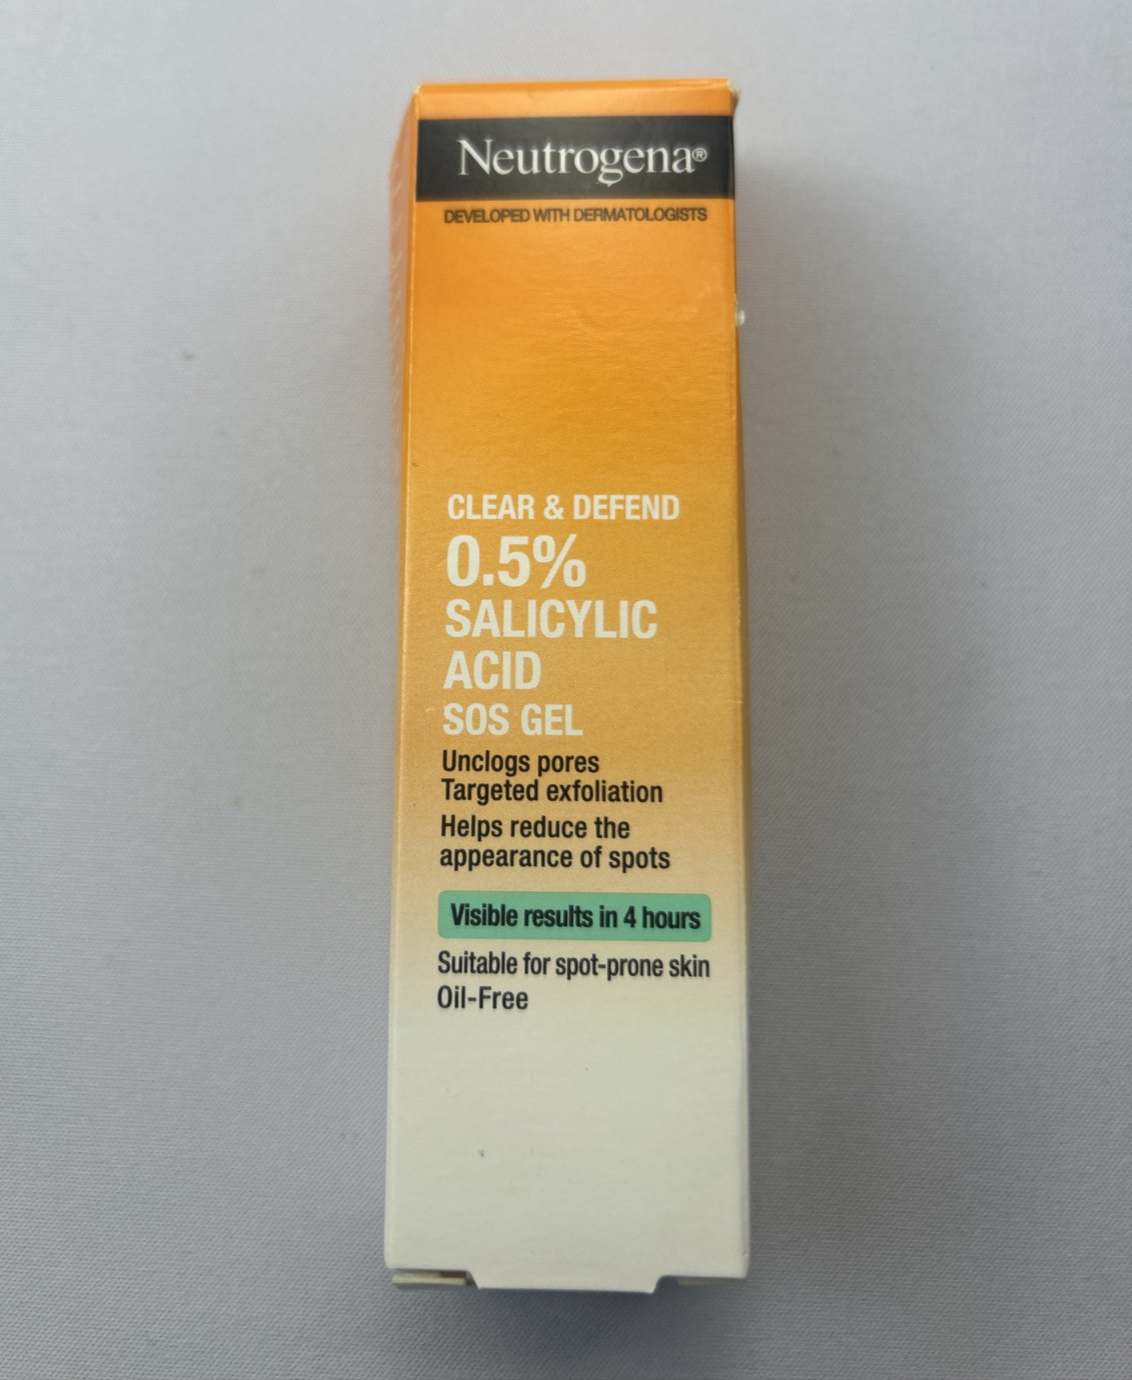 Neutrogena®
DEVELOPED WITH DERMATOLOGISTS
CLEAR & DEFEND
0.5%
SALICYLIC
ACID
SOS GEL
Unclogs pores
Targeted exfoliation
Helps reduce the
appearance of spots
Visible results in 4 hours
Suitable for spot-prone skin
Oil-Free